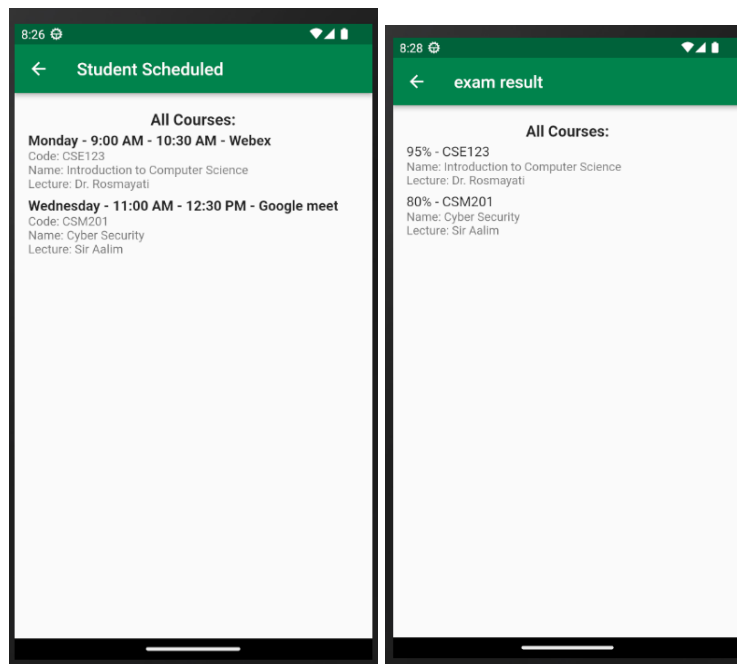 8:26
Student Scheduled
All Courses:
Monday - 9:00 AM - 10:30 AM - Webex
Code: CSE123
Name: Introduction to Computer Science
Lecture: Dr. Rosmayati
Wednesday - 11:00 AM - 12:30 PM - Google meet
Code: CSM201
Name: Cyber Security
Lecture: Sir Aalim
8:28
exam result
All Courses:
95% - CSE123
Name: Introduction to Computer Science
Lecture: Dr. Rosmayati
80% - CSM201
Name: Cyber Security
Lecture: Sir Aalim